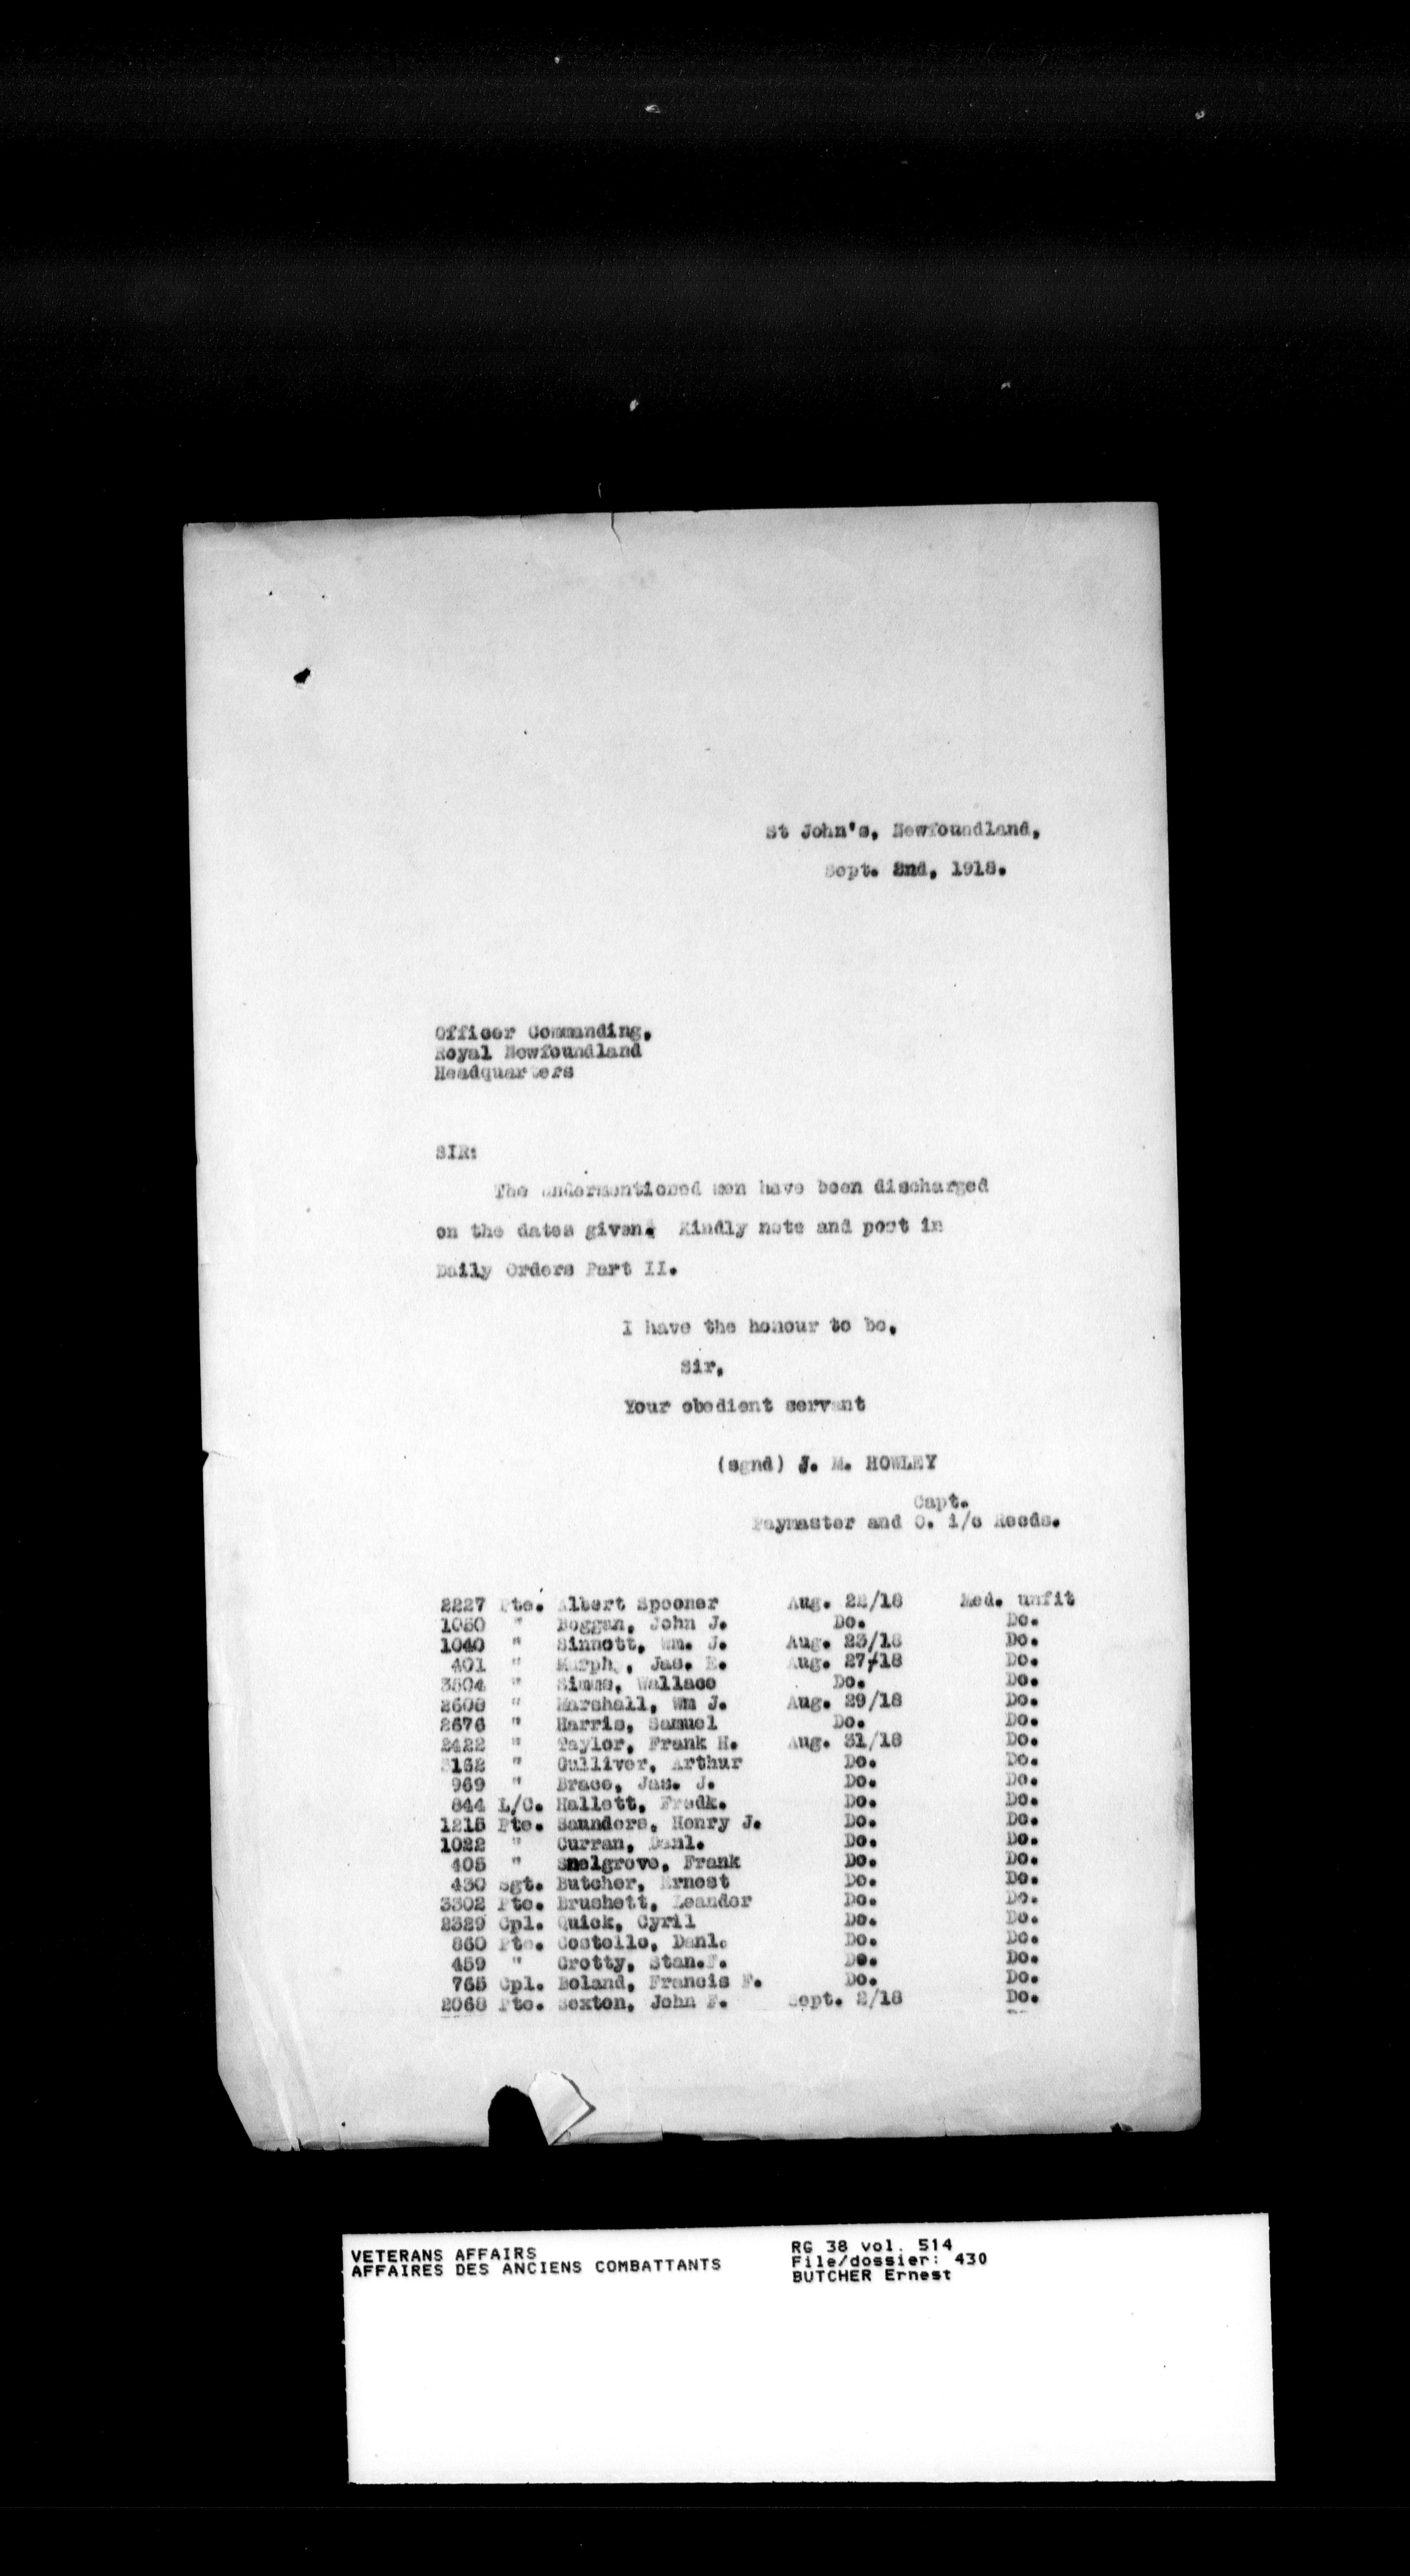 St John's, Newfoundland,
Sept. 2nd, 1918.
Officer Commanding,
Royal Newfoundland
Headquarters
SIR:
The undermentioned men have been discharged
on the dates given. Kindly note and post in
Daily Orders Part II.
I have the honour to be,
Sir,
Your obedient servant
(sgnd) J. M. HOWLEY
Capt.
Paymaster and O. i/c Recds.
2227 Pte. Albert Spooner Aug. 22/18 Med. unfit
1050 " Boggan, John J. Do. Do.
1040 " Sinnott, Wm. J. Aug. 23/18 Do.
401 " Murphy, Jas. E. Aug. 27/18 Do.
3504 " Simms, Wallace Do. Do.
2608 " Marshall, Wm J. Aug. 29/18 Do.
2676 " Harris, Samuel Do. Do.
2422 " Taylor, Frank H. Aug. 31/18 Do.
" Gulliver, Arthur Do. Do.
969 " Brace, Jas. J. Do. Do.
844 L/C. Hallett, Fredk. Do. Do.
1215 Pte. Saunders, Henry J. Do. Do.
1022 " Curran, Danl. Do. Do.
405 " Snelgrove, Frank Do. Do.
430 Sgt. Butcher, Ernest Do. Do.
3302 Pte. Brushett, Leander Do. Do.
2329 Cpl. Quick, Cyril Do. Do.
860 Pte. Costello, Danl. Do. Do.
459 " Crotty, Stan. Do. Do.
765 Cpl. Boland, Francis F. Do. Do.
2068 Pte. Sexton, John F. Sept. 2/18 Do.
VETERANS AFFAIRS
AFFAIRES DES ANCIENS COMBATTANTS
RG 38 vol. 514
File/dossier: 430
BUTCHER Ernest